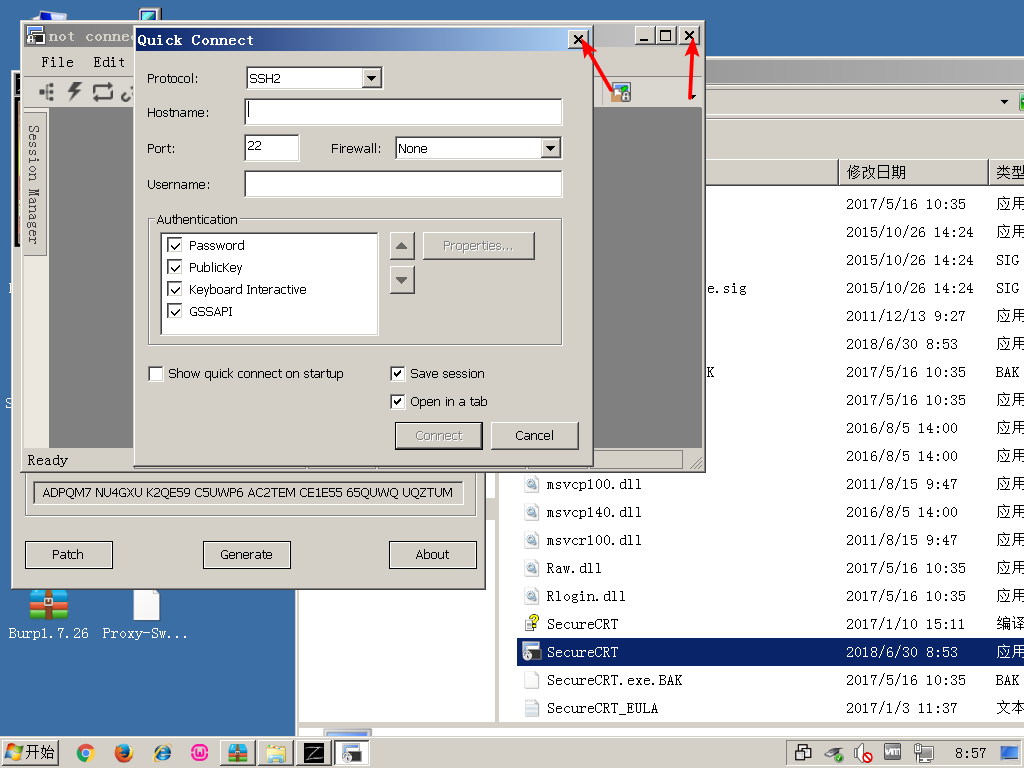 not conne
Quick Connect
File Edit
Protocol: SSH2
Hostname:
Port: 22 Firewall: None
Username:
Authentication
Password Properties...
PublicKey
Keyboard Interactive
GSSAPI
Show quick connect on startup Save session
Open in a tab
Connect Cancel
Session Manager
Ready
ADPQM7 NU4GXU K2QE59 C5UWP6 AC2TEM CE1E55 65QUWQ UQZTUM
Patch Generate About
Burp1.7.26 Proxy-Sw...
修改日期 类型
2017/5/16 10:35 应用
2015/10/26 14:24 应用
2015/10/26 14:24 SIG
e.sig 2015/10/26 14:24 SIG
2011/12/13 9:27 应用
2018/6/30 8:53 应用
K 2017/5/16 10:35 BAK
2017/5/16 10:35 应用
2016/8/5 14:00 应用
2016/8/5 14:00 应用
msvcp100.dll 2011/8/15 9:47 应用
msvcp140.dll 2016/8/5 14:00 应用
msvcr100.dll 2011/8/15 9:47 应用
Raw.dll 2017/5/16 10:35 应用
Rlogin.dll 2017/5/16 10:35 应用
SecureCRT 2017/1/10 15:11 编译
SecureCRT 2018/6/30 8:53 应用
SecureCRT.exe.BAK 2017/5/16 10:35 BAK
SecureCRT_EULA 2017/1/3 11:37 文本
开始 vm 8:57